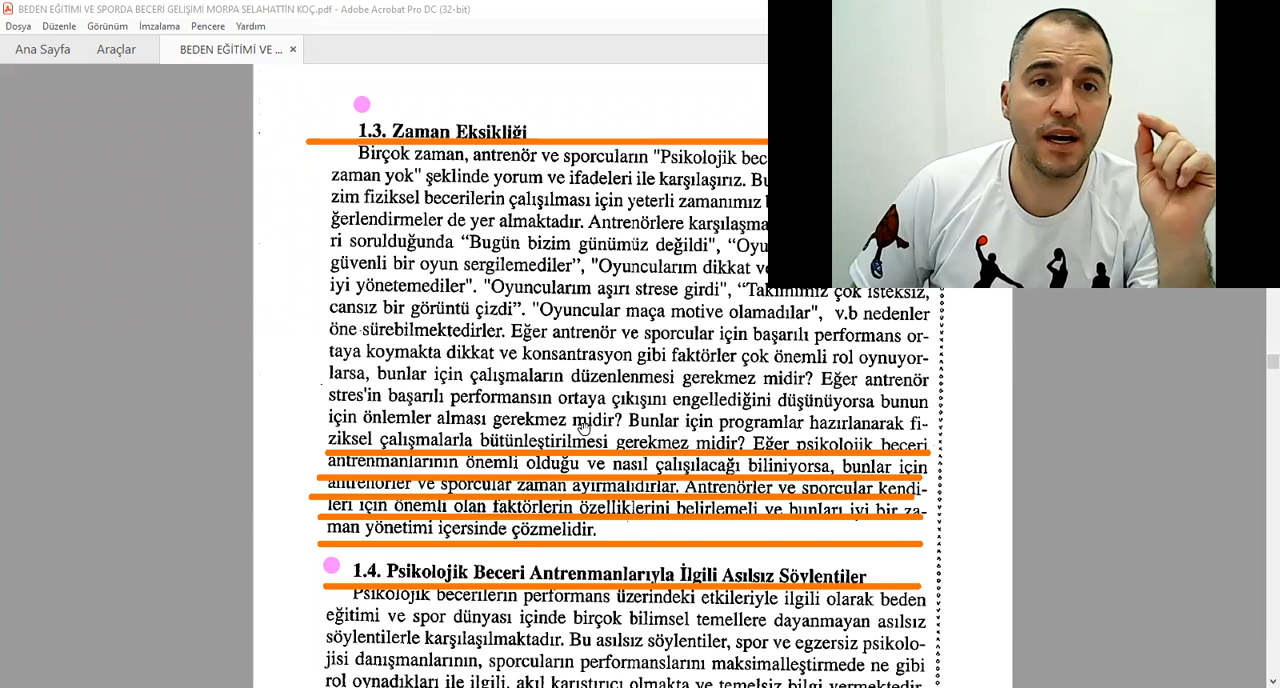 BEDEN EĞİTİMİ VE SPORDA BECERİ GELİŞİMİ MORPA SELAHATTİN KOÇ.pdf - Adobe Acrobat Pro DC (32-bit)
Dosya Düzenle Görünüm İmzalama Pencere Yardım
Ana Sayfa Araçlar BEDEN EĞİTİMİ VE ... ×
1.3. Zaman Eksikliği
Birçok zaman, antrenör ve sporcuların "Psikolojik bec
zaman yok" şeklinde yorum ve ifadeleri ile karşılaşırız. Bu
zim fiziksel becerilerin çalışılması için yeterli zamanımız
ğerlendirmeler de yer almaktadır. Antrenörlere karşılaşma
ri sorulduğunda “Bugün bizim günümüz değildi", “Oyu
güvenli bir oyun sergilemediler”, "Oyuncularım dikkat ve
iyi yönetemediler". "Oyuncularım aşırı strese girdi", “Takımımız çok isteksiz,
cansız bir görüntü çizdi”. "Oyuncular maça motive olamadılar", v.b nedenler
öne sürebilmektedirler. Eğer antrenör ve sporcular için başarılı performans or-
taya koymakta dikkat ve konsantrasyon gibi faktörler çok önemli rol oynuyor-
larsa, bunlar için çalışmaların düzenlenmesi gerekmez midir? Eğer antrenör
stres'in başarılı performansın ortaya çıkışını engellediğini düşünüyorsa bunun
için önlemler alması gerekmez midir? Bunlar için programlar hazırlanarak fi-
ziksel çalışmalarla bütünleştirilmesi gerekmez midir? Eğer psikolojik beceri
antrenmanlarının önemli olduğu ve nasıl çalışılacağı biliniyorsa, bunlar için
antrenörler ve sporcular zaman ayırmalıdırlar. Antrenörler ve sporcular kendi-
leri için önemli olan faktörlerin özelliklerini belirlemeli ve bunları iyi bir za-
man yönetimi içersinde çözmelidir.
1.4. Psikolojik Beceri Antrenmanlarıyla İlgili Asılsız Söylentiler
Psikolojik becerilerin performans üzerindeki etkileriyle ilgili olarak beden
eğitimi ve spor dünyası içinde birçok bilimsel temellere dayanmayan asılsız
söylentilerle karşılaşılmaktadır. Bu asılsız söylentiler, spor ve egzersiz psikolo-
jisi danışmanlarının, sporcuların performanslarını maksimalleştirmede ne gibi
rol oynadıkları ile ilgili, akıl karıştırıcı olmakta ve temelsiz bilgi vermektedir.